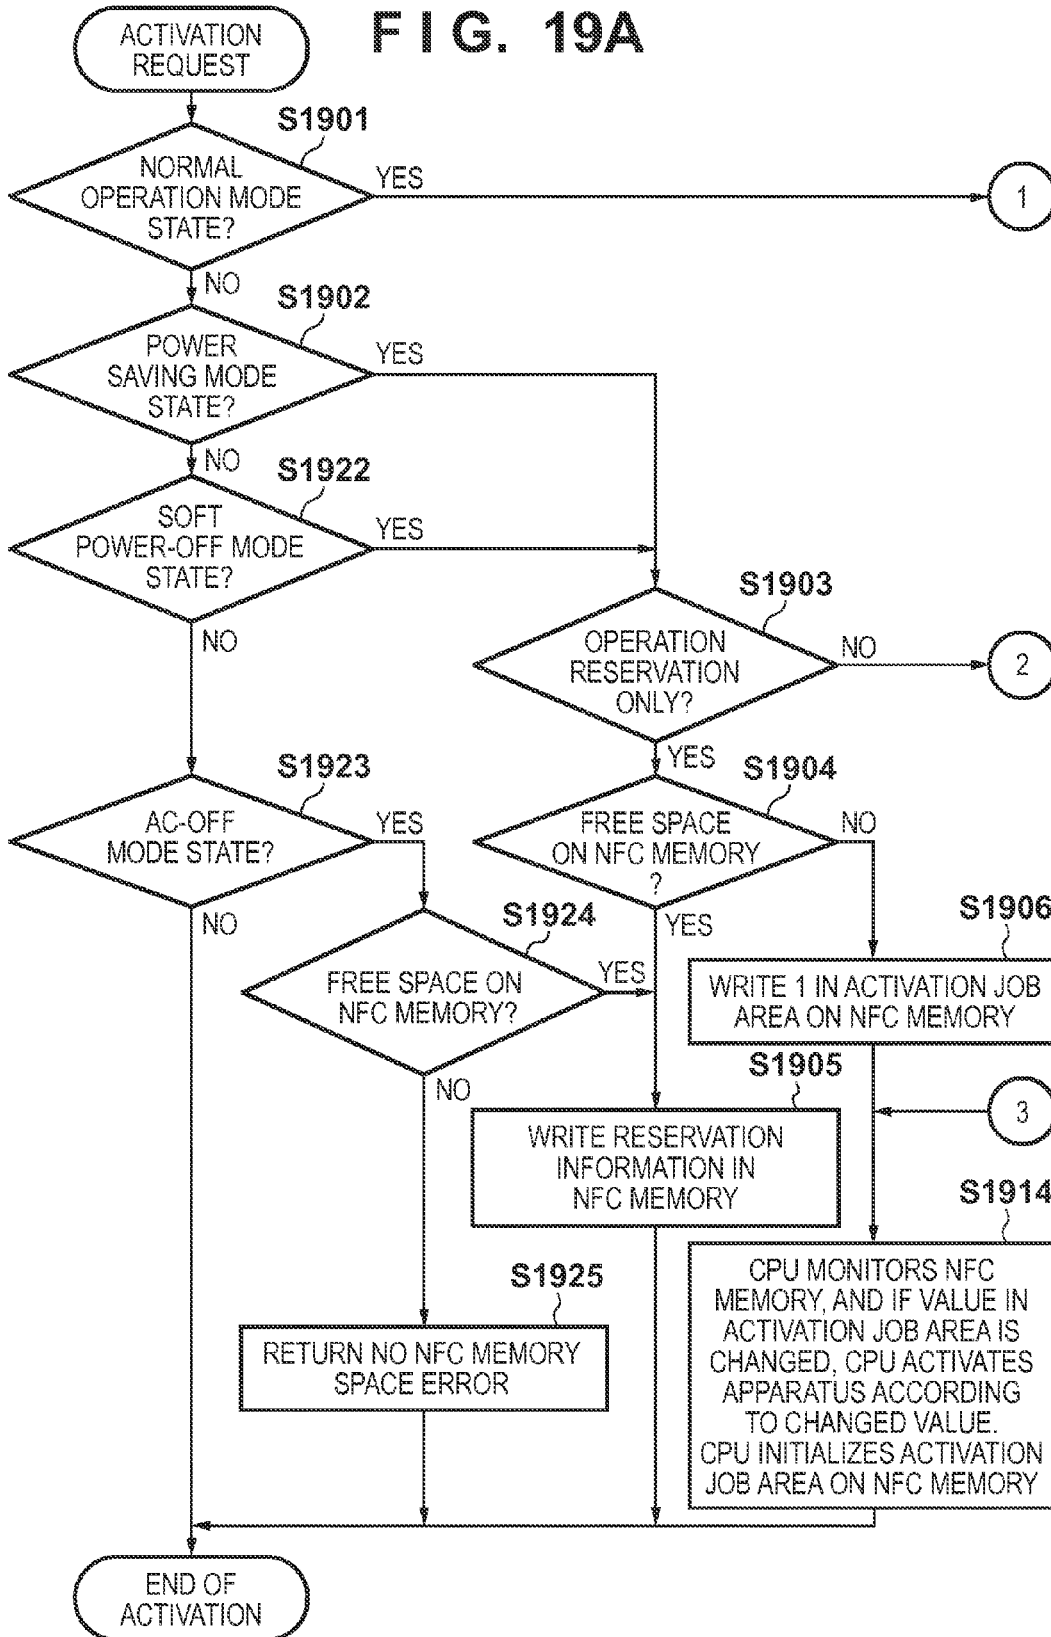 FIG. 19A
ACTIVATION
REQUEST
S1901
NORMAL
OPERATION MODE
STATE?
YES
1
NO
S1902
POWER
SAVING MODE
STATE?
YES
NO
S1922
SOFT
POWER-OFF MODE
STATE?
YES
NO
S1903
OPERATION
RESERVATION
ONLY?
NO
2
YES
S1923
AC-OFF
MODE STATE?
YES
NO
S1904
FREE SPACE
ON NFC MEMORY
?
NO
YES
S1924
FREE SPACE ON
NFC MEMORY?
YES
NO
S1906
WRITE 1 IN ACTIVATION JOB
AREA ON NFC MEMORY
S1905
WRITE RESERVATION
INFORMATION IN
NFC MEMORY
3
S1914
CPU MONITORS NFC
MEMORY, AND IF VALUE IN
ACTIVATION JOB AREA IS
CHANGED, CPU ACTIVATES
APPARATUS ACCORDING
TO CHANGED VALUE.
CPU INITIALIZES ACTIVATION
JOB AREA ON NFC MEMORY
S1925
RETURN NO NFC MEMORY
SPACE ERROR
END OF
ACTIVATION